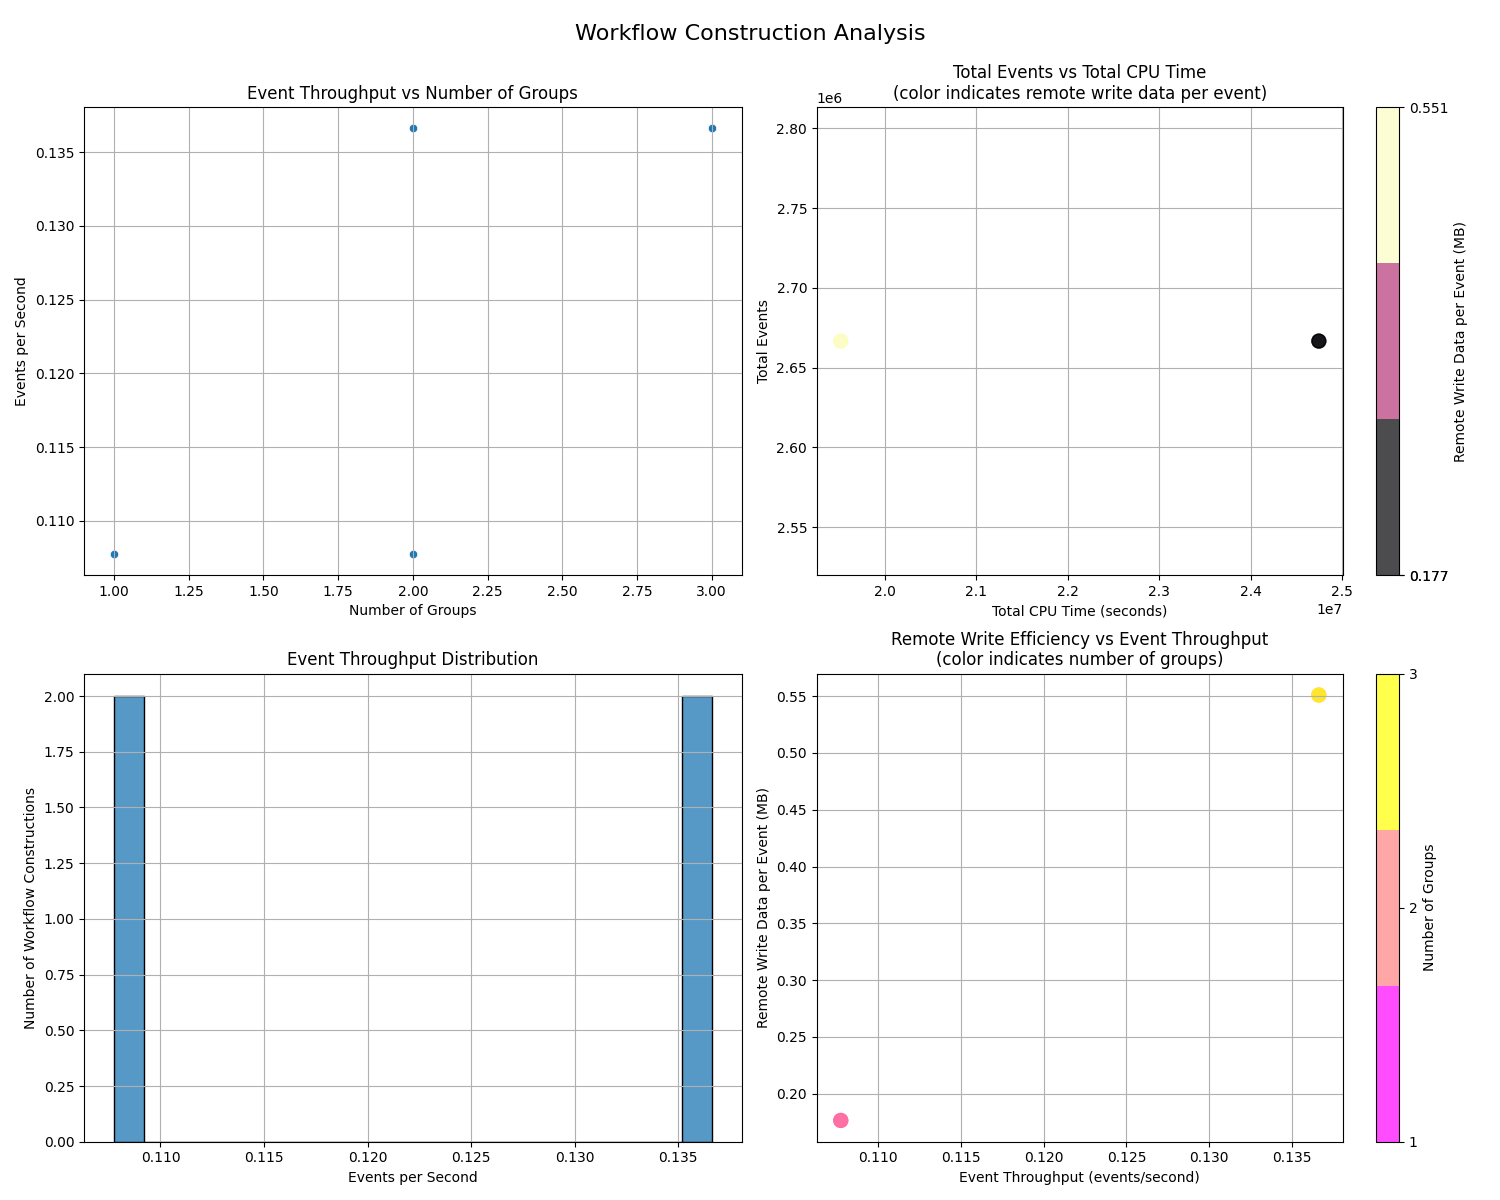 Workflow Construction Analysis
Event Throughput vs Number of Groups
0.135
0.130
0.125
0.120
0.115
0.110
Events per Second
1.00 1.25 1.50 1.75 2.00 2.25 2.50 2.75 3.00
Number of Groups
Total Events vs Total CPU Time
(color indicates remote write data per event)
1e6
2.80
2.75
2.70
2.65
2.60
2.55
Total Events
2.0 2.1 2.2 2.3 2.4 2.5
1e7
Total CPU Time (seconds)
0.551
0.177
Remote Write Data per Event (MB)
Event Throughput Distribution
2.00
1.75
1.50
1.25
1.00
0.75
0.50
0.25
0.00
Number of Workflow Constructions
0.110 0.115 0.120 0.125 0.130 0.135
Events per Second
Remote Write Efficiency vs Event Throughput
(color indicates number of groups)
0.55
0.50
0.45
0.40
0.35
0.30
0.25
0.20
Remote Write Data per Event (MB)
0.110 0.115 0.120 0.125 0.130 0.135
Event Throughput (events/second)
3
2
1
Number of Groups